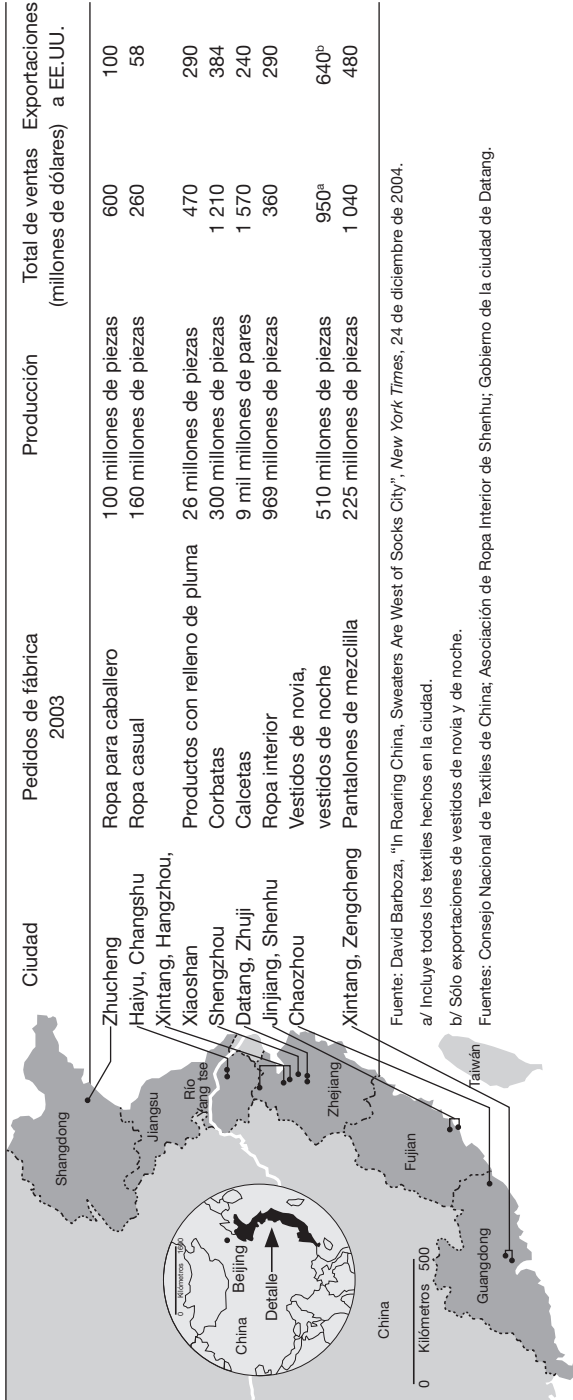 Ciudad Pedidos de fábrica Producción Total de ventas Exportaciones
2003 (millones de dólares) a EE.UU.
Zhucheng Ropa para caballero 100 millones de piezas 600 100
Haiyu, Changshu Ropa casual 160 millones de piezas 260 58
Xintang, Hangzhou,
Xiaoshan Productos con relleno de pluma 26 millones de piezas 470 290
Shengzhou Corbatas 300 millones de piezas 1 210 384
Datang, Zhuji Calcetas 9 mil millones de pares 1 570 240
Jinjiang, Shenhu Ropa interior 969 millones de piezas 360 290
Chaozhou Vestidos de novia,
vestidos de noche 510 millones de piezas 950a 640b
Xintang, Zengcheng Pantalones de mezclilla 225 millones de piezas 1 040 480
Shangdong
Jiangsu
Río
Yang tse
Zhejiang
Fujian
Taiwán
Guangdong
0 Kilómetros
China
Beijing
Detalle
China
0 Kilómetros 500
Fuente: David Barboza, “In Roaring China, Sweaters Are West of Socks City”, New York Times, 24 de diciembre de 2004.
a/ Incluye todos los textiles hechos en la ciudad.
b/ Sólo exportaciones de vestidos de novia y de noche.
Fuentes: Consejo Nacional de Textiles de China; Asociación de Ropa Interior de Shenhu; Gobierno de la ciudad de Datang.